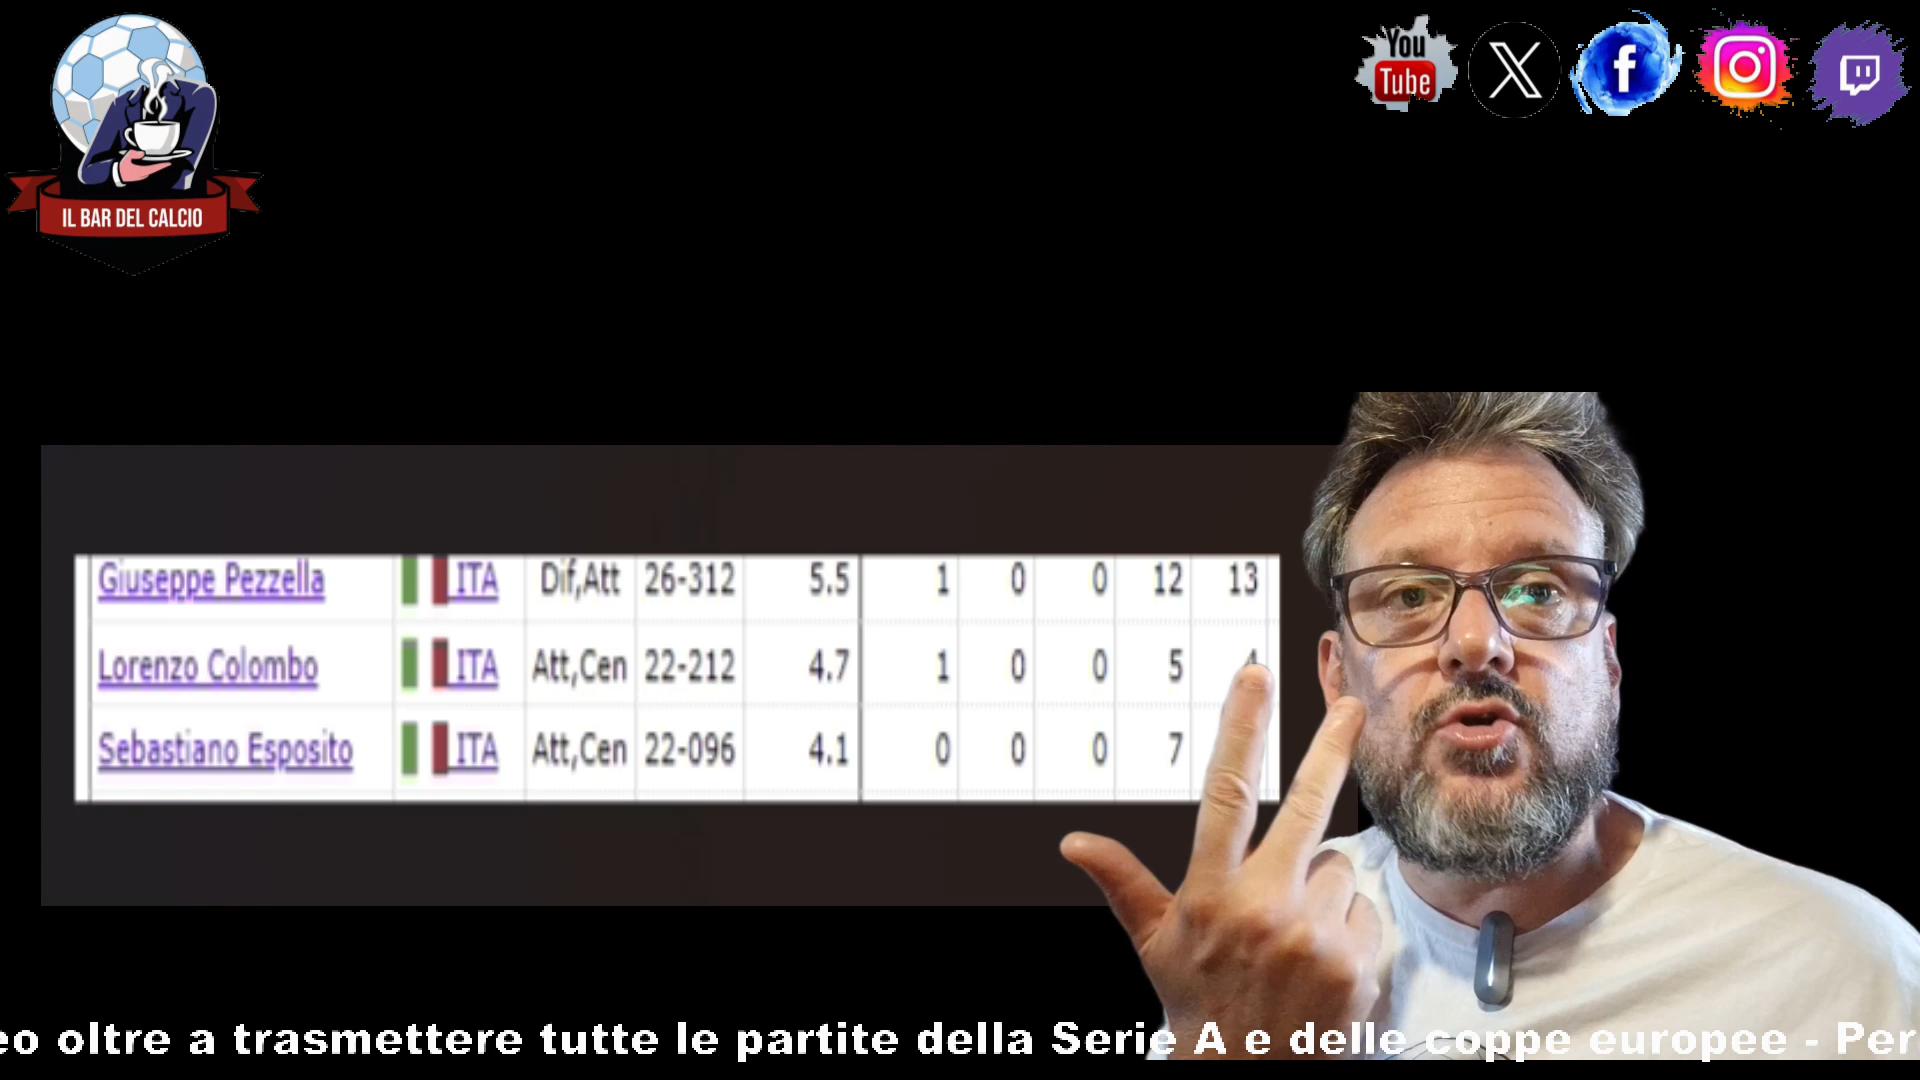 IL BAR DEL CALCIO
You
Tube
Giuseppe Pezzella ITA Dif,Att 26-312 5.5 1 0 0 12 13
Lorenzo Colombo ITA Att,Cen 22-212 4.7 1 0 0 5
Sebastiano Esposito ITA Att,Cen 22-096 4.1 0 0 0 7
oltre a trasmettere tutte le partite della Serie A e delle coppe europee - Per